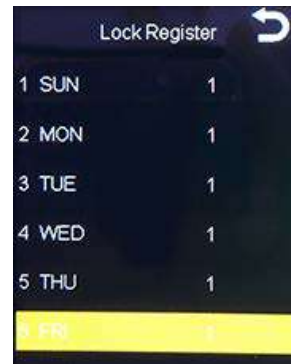 Lock Register
1 SUN 1
2 MON 1
3 TUE 1
4 WED 1
5 THU 1
6 FRI 1